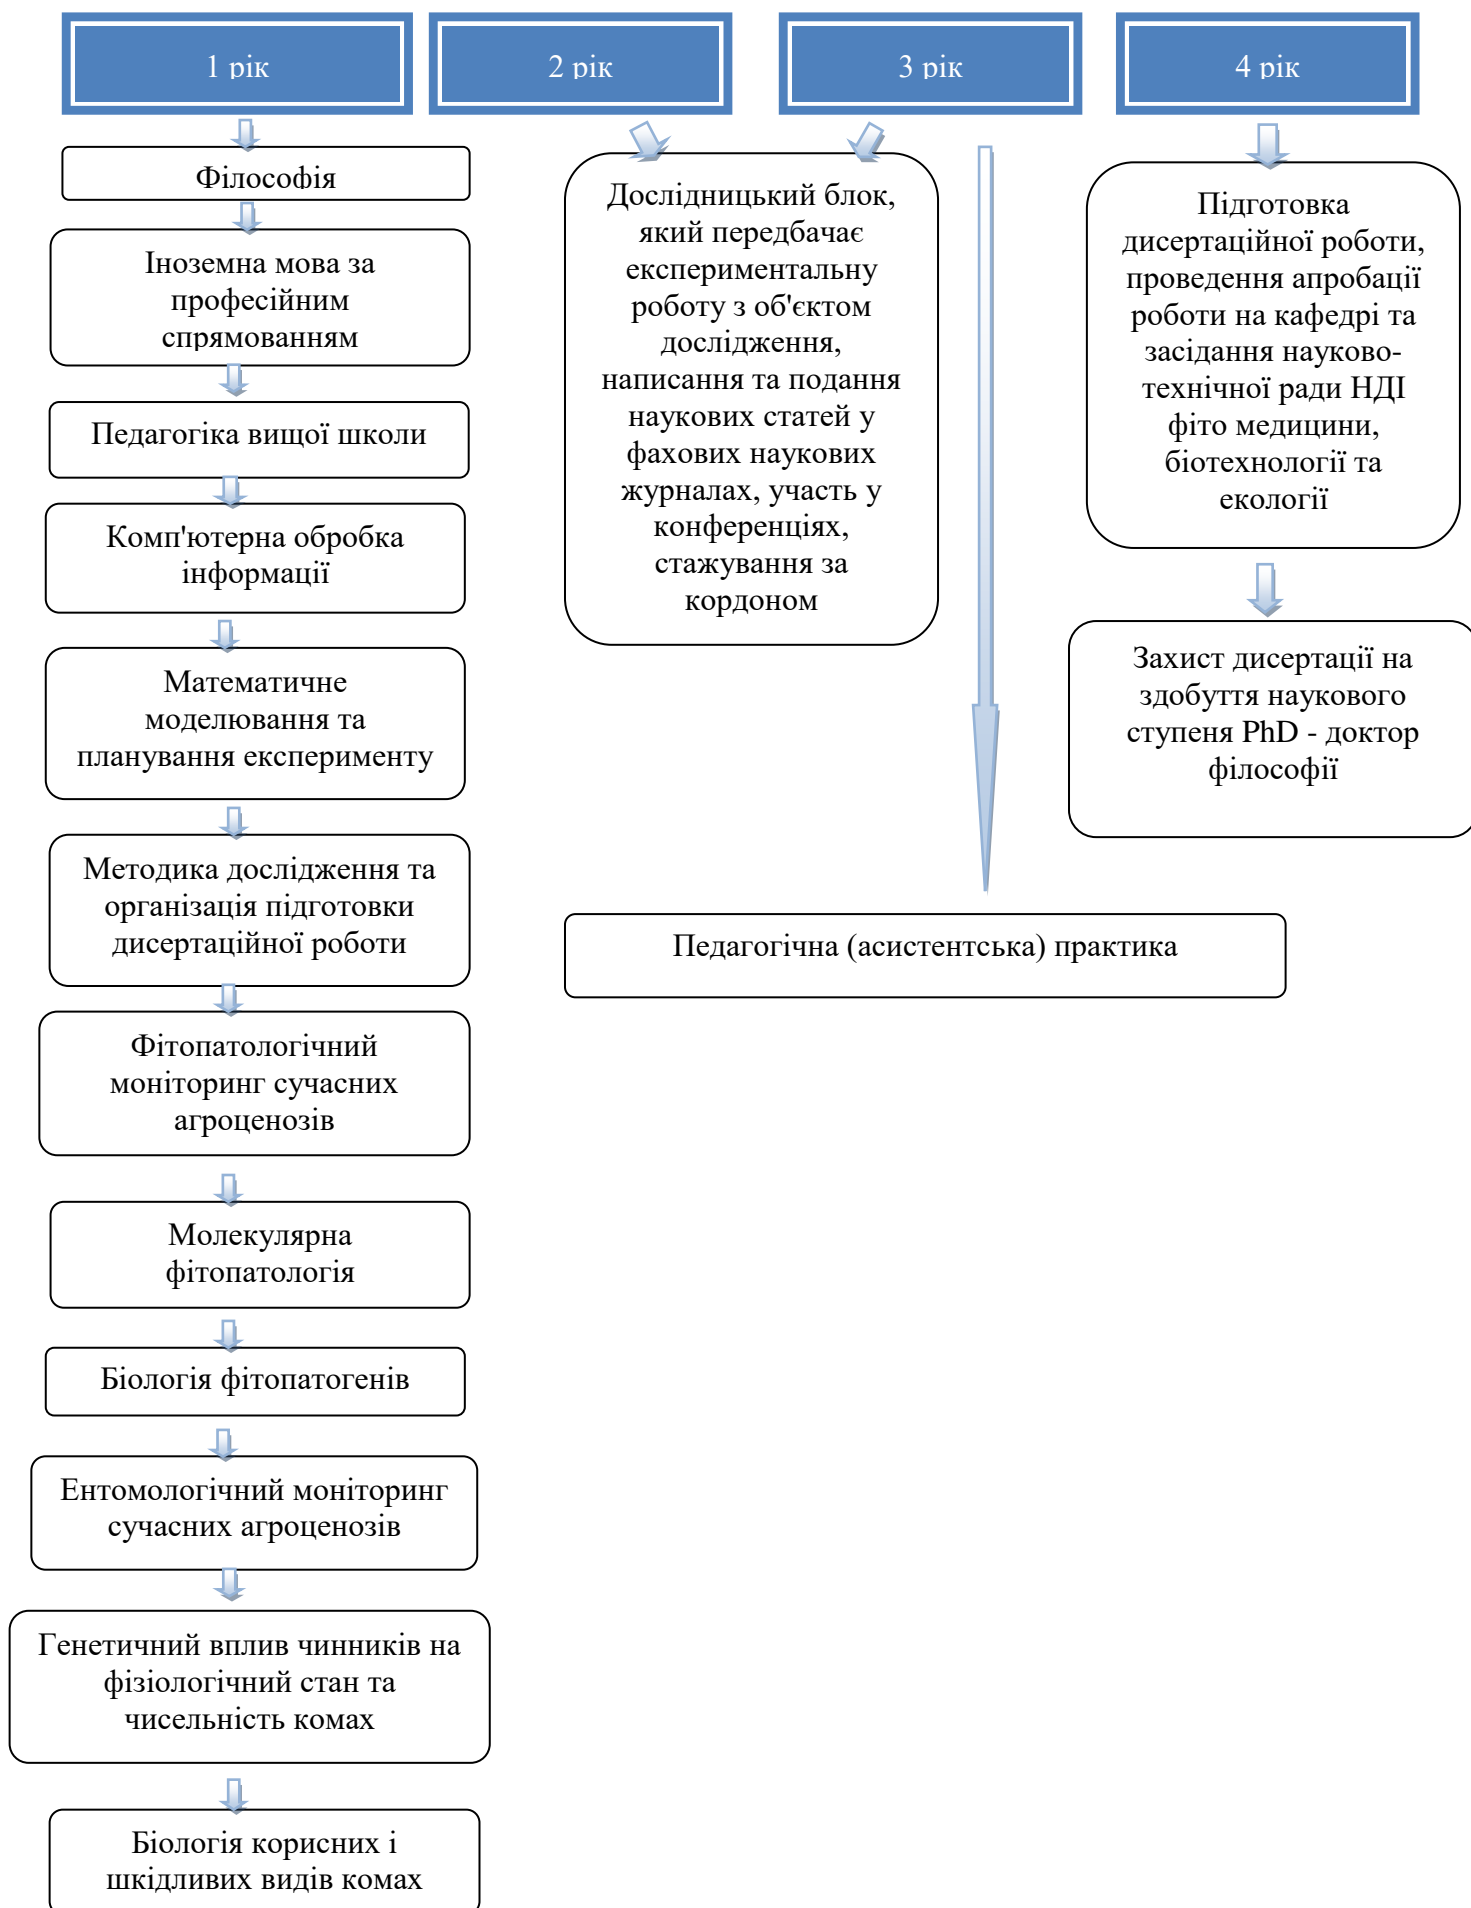 1 рік
2 рік
3 рік
4 рік
Філософія
Іноземна мова за
професійним
спрямованням
Педагогіка вищої школи
Комп'ютерна обробка
інформації
Математичне
моделювання та
планування експерименту
Методика дослідження та
організація підготовки
дисертаційної роботи
Фітопатологічний
моніторинг сучасних
агроценозів
Молекулярна
фітопатологія
Біологія фітопатогенів
Ентомологічний моніторинг
сучасних агроценозів
Генетичний вплив чинників на
фізіологічний стан та
чисельність комах
Біологія корисних і
шкідливих видів комах
Дослідницький блок,
який передбачає
експериментальну
роботу з об'єктом
дослідження,
написання та подання
наукових статей у
фахових наукових
журналах, участь у
конференціях,
стажування за
кордоном
Педагогічна (асистентська) практика
Підготовка
дисертаційної роботи,
проведення апробації
роботи на кафедрі та
засідання науково-
технічної ради НДІ
фіто медицини,
біотехнології та
екології
Захист дисертації на
здобуття наукового
ступеня PhD - доктор
філософії